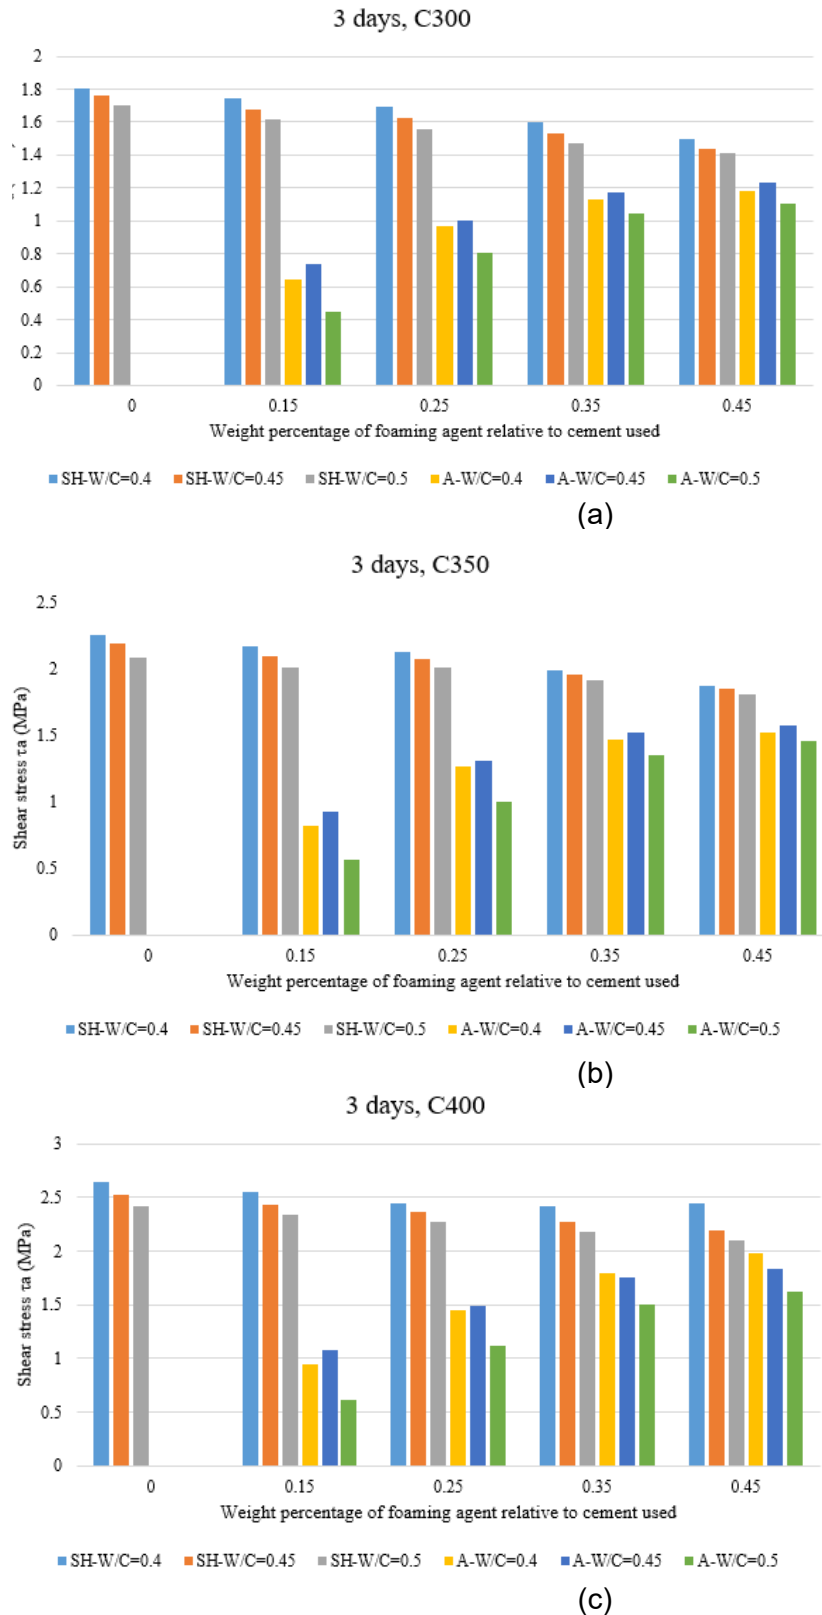 3 days, C300
2
1.8
1.6
1.4
1.2
1
0.8
0.6
0.4
0.2
0
0 0.15 0.25 0.35 0.45
Weight percentage of foaming agent relative to cement used
SH-W/C=0.4 SH-W/C=0.45 SH-W/C=0.5 A-W/C=0.4 A-W/C=0.45 A-W/C=0.5
(a)
3 days, C350
Shear stress τa (MPa)
2.5
2
1.5
1
0.5
0
0 0.15 0.25 0.35 0.45
Weight percentage of foaming agent relative to cement used
SH-W/C=0.4 SH-W/C=0.45 SH-W/C=0.5 A-W/C=0.4 A-W/C=0.45 A-W/C=0.5
(b)
3 days, C400
Shear stress τa (MPa)
3
2.5
2
1.5
1
0.5
0
0 0.15 0.25 0.35 0.45
Weight percentage of foaming agent relative to cement used
SH-W/C=0.4 SH-W/C=0.45 SH-W/C=0.5 A-W/C=0.4 A-W/C=0.45 A-W/C=0.5
(c)